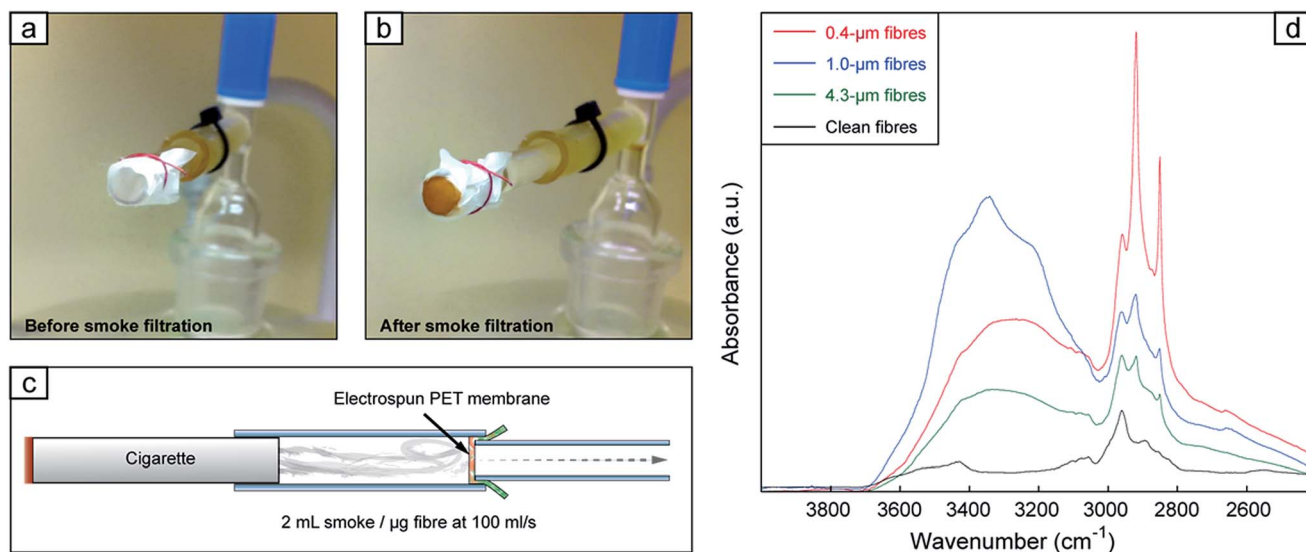 a
Before smoke filtration
b
After smoke filtration
c
Electrospun PET membrane
Cigarette
2 mL smoke / µg fibre at 100 ml/s
d
0.4-µm fibres
1.0-µm fibres
4.3-µm fibres
Clean fibres
Absorbance (a.u.)
3800 3600 3400 3200 3000 2800 2600
Wavenumber (cm⁻¹)